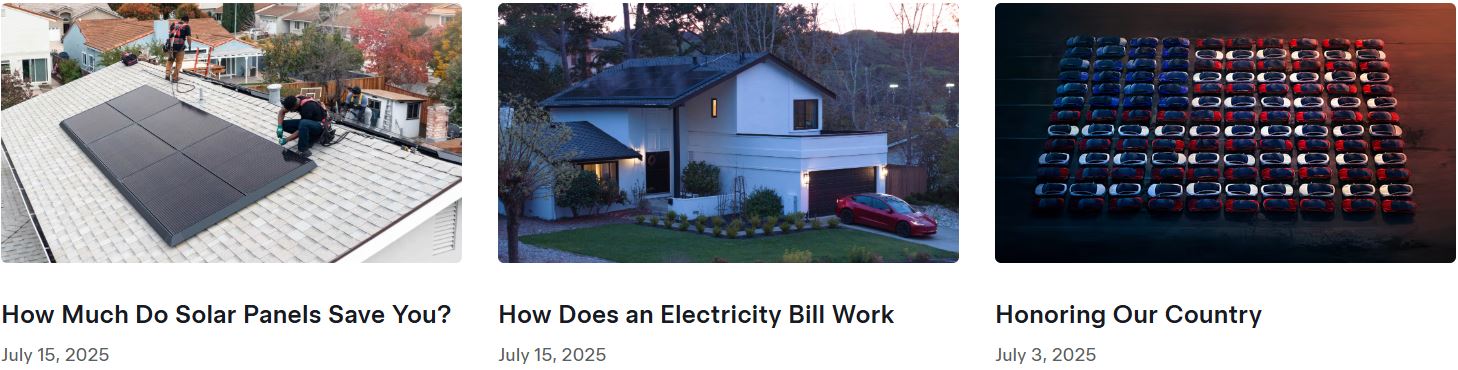 How Much Do Solar Panels Save You?
July 15, 2025
How Does an Electricity Bill Work
July 15, 2025
Honoring Our Country
July 3, 2025